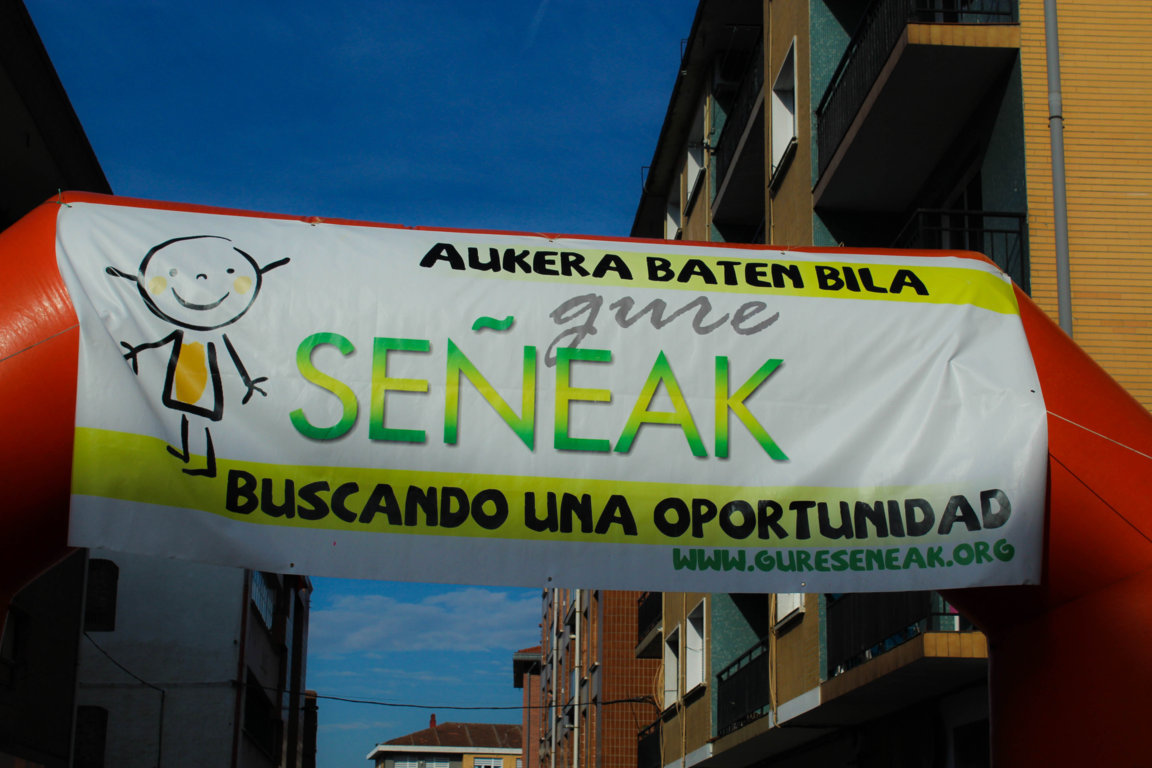 AUKERA BATEN BILA
gure
SEÑEAK
BUSCANDO UNA OPORTUNIDAD
WWW.GURESENEAK.ORG